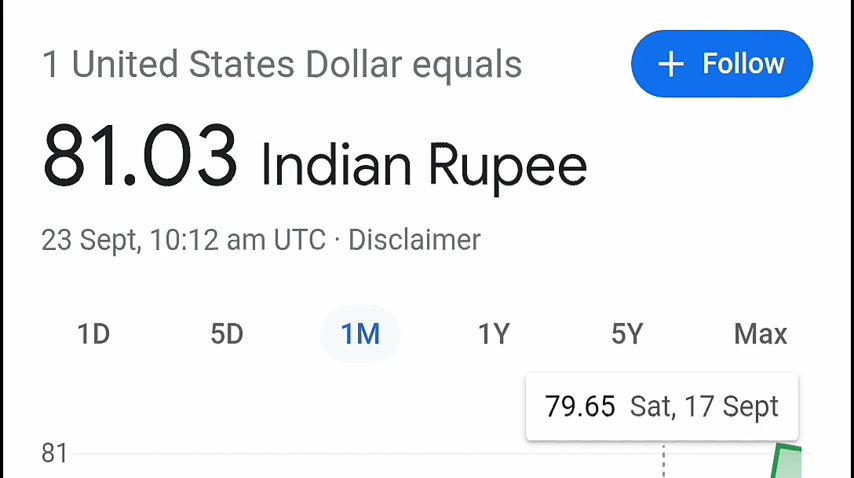 1 United States Dollar equals
+ Follow
81.03 Indian Rupee
23 Sept, 10:12 am UTC · Disclaimer
1D 5D 1M 1Y 5Y Max
79.65 Sat, 17 Sept
81